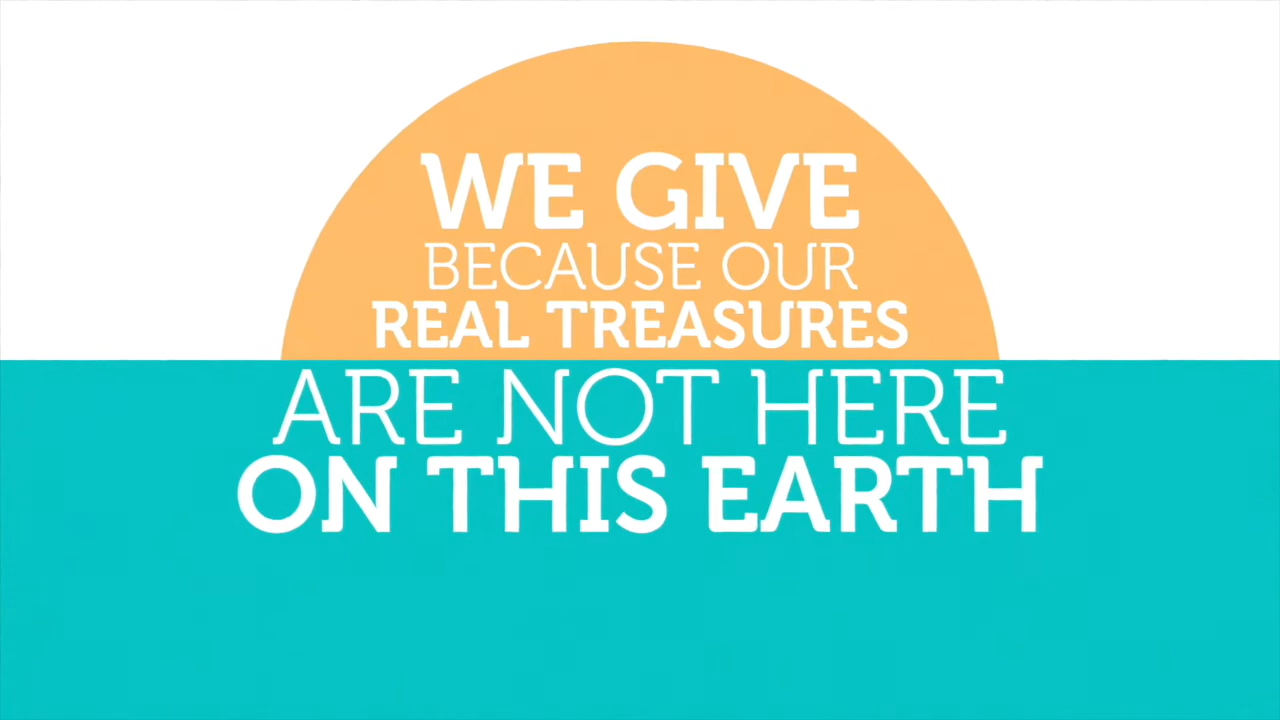 WE GIVE
BECAUSE OUR
REAL TREASURES
ARE NOT HERE
ON THIS EARTH